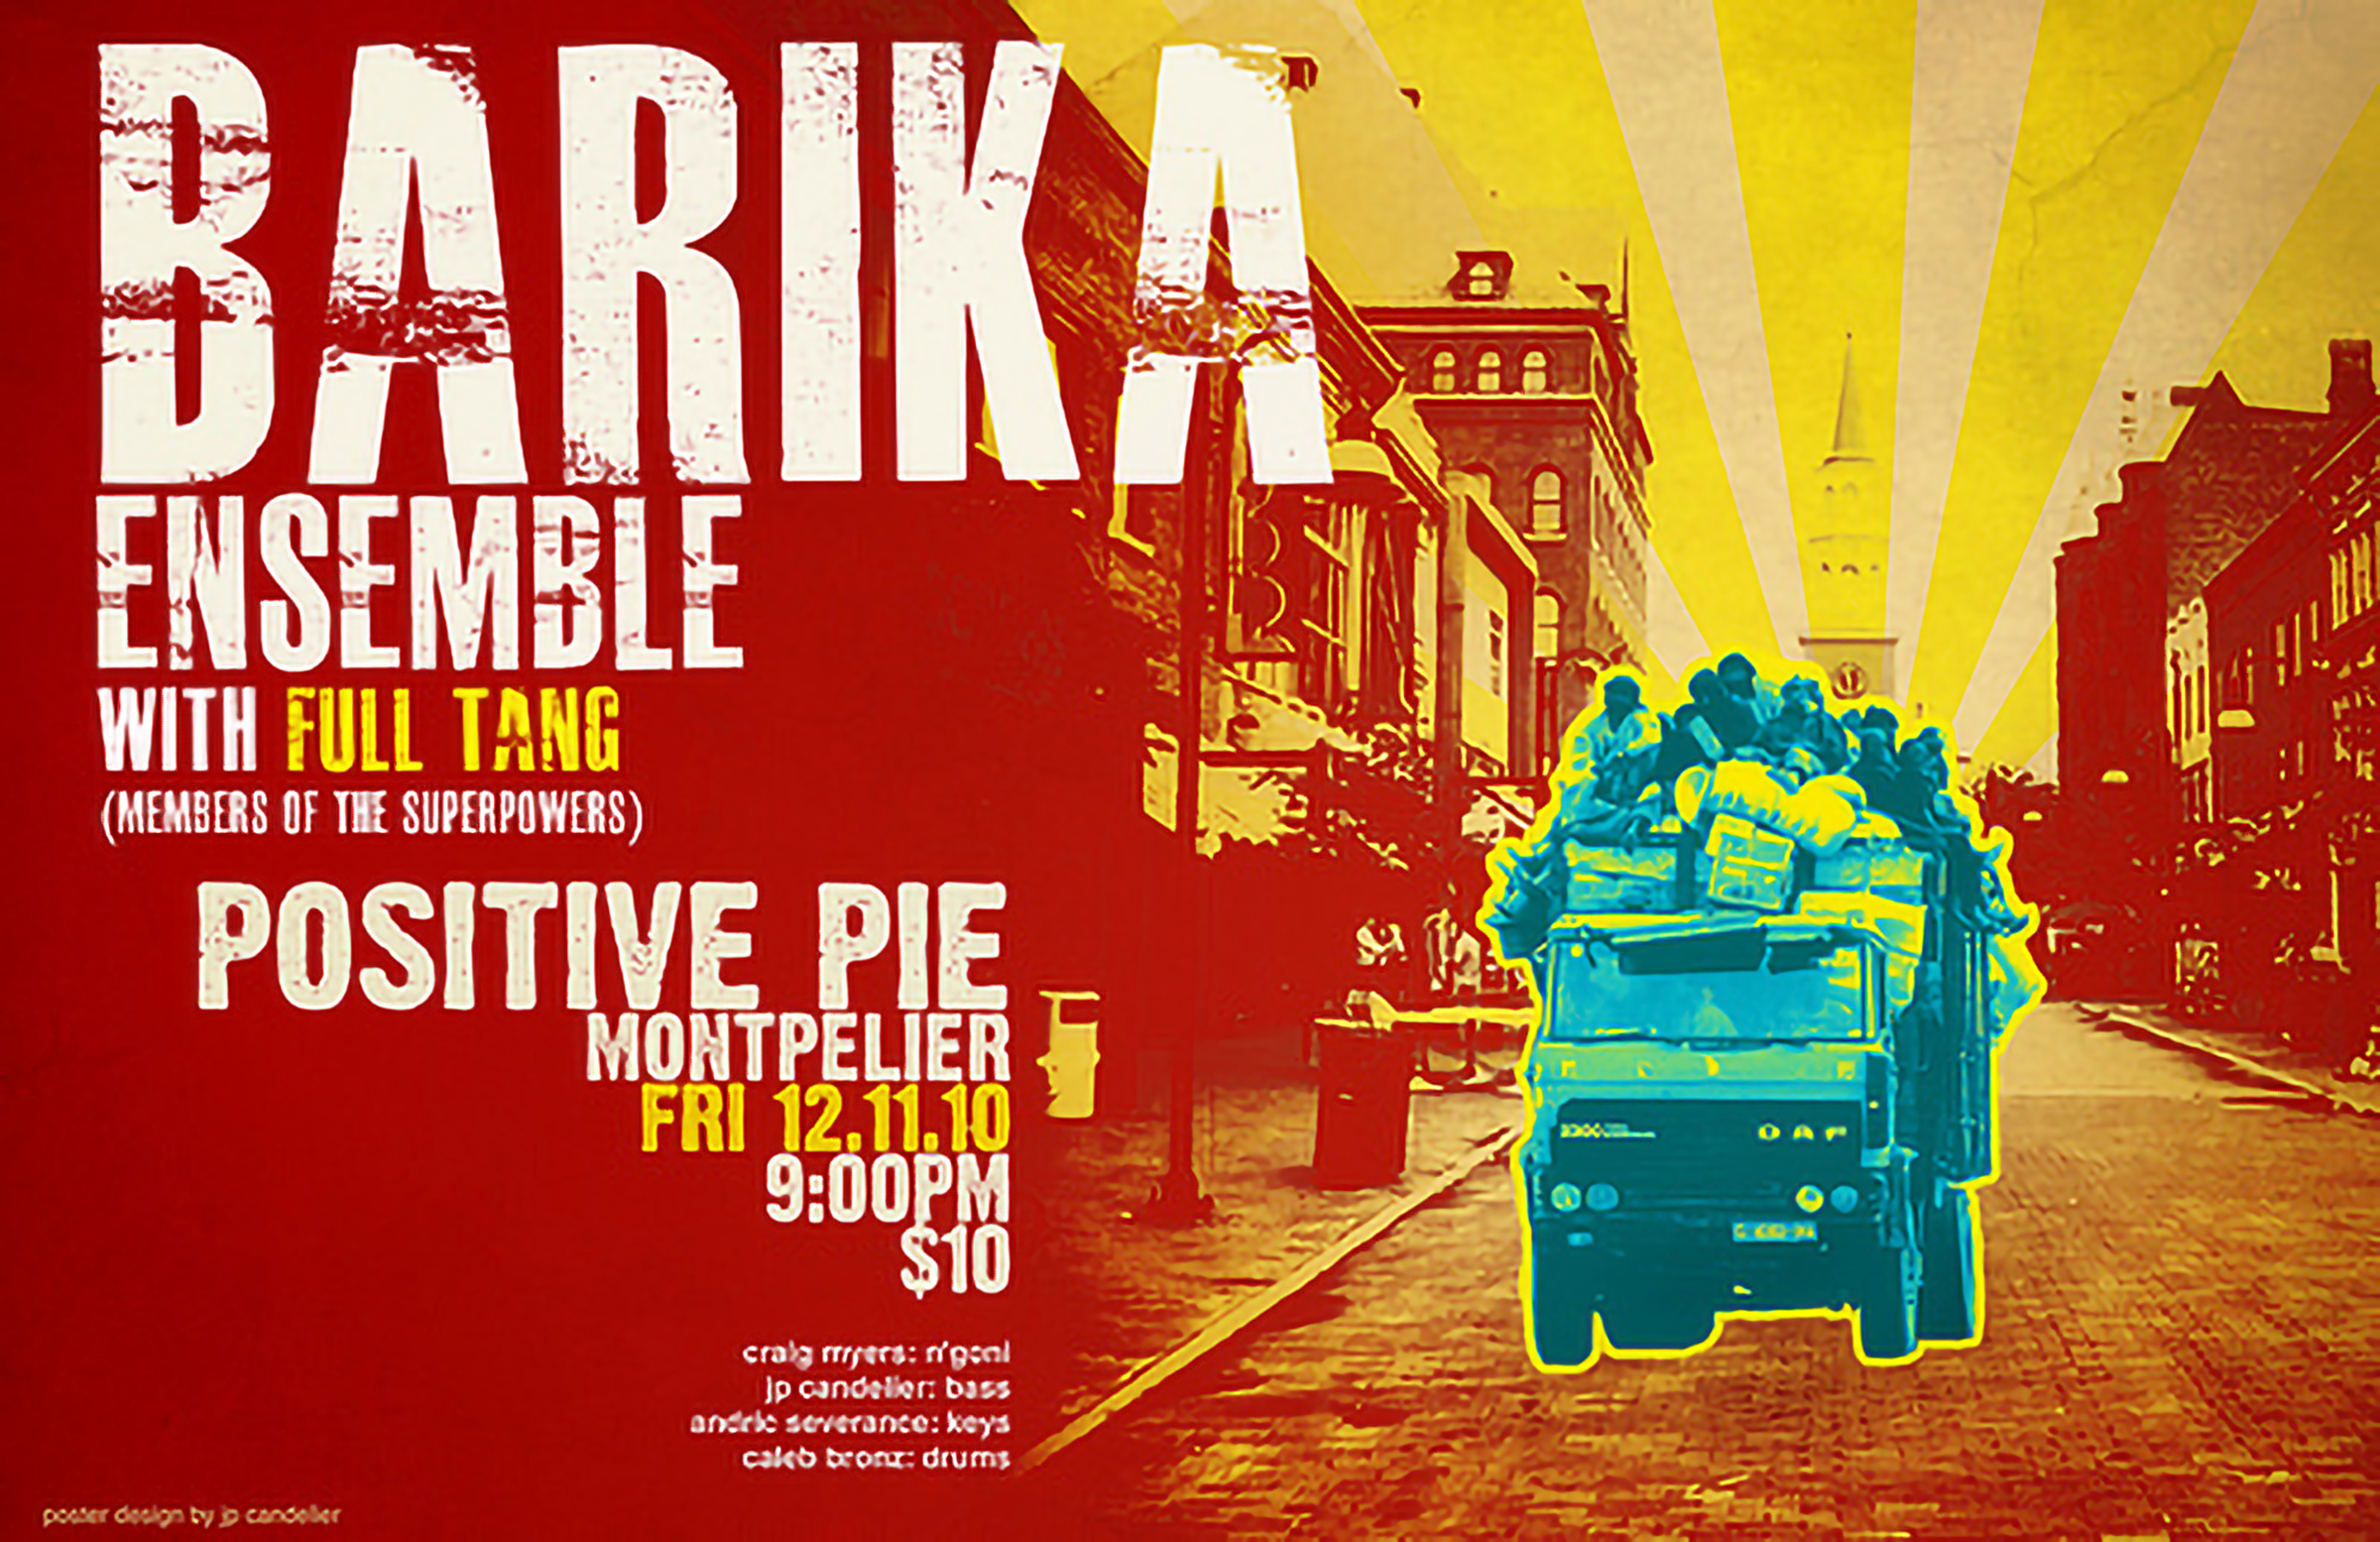 BARIKA
ENSEMBLE
WITH FULL TANG
(MEMBERS OF THE SUPERPOWERS)
POSITIVE PIE
MONTPELIER
FRI 12.11.10
9:00PM
$10
craig myers: n'goni
jp candelier: bass
andric severance: keys
caleb bronz: drums
poster design by jp candelier
DAF